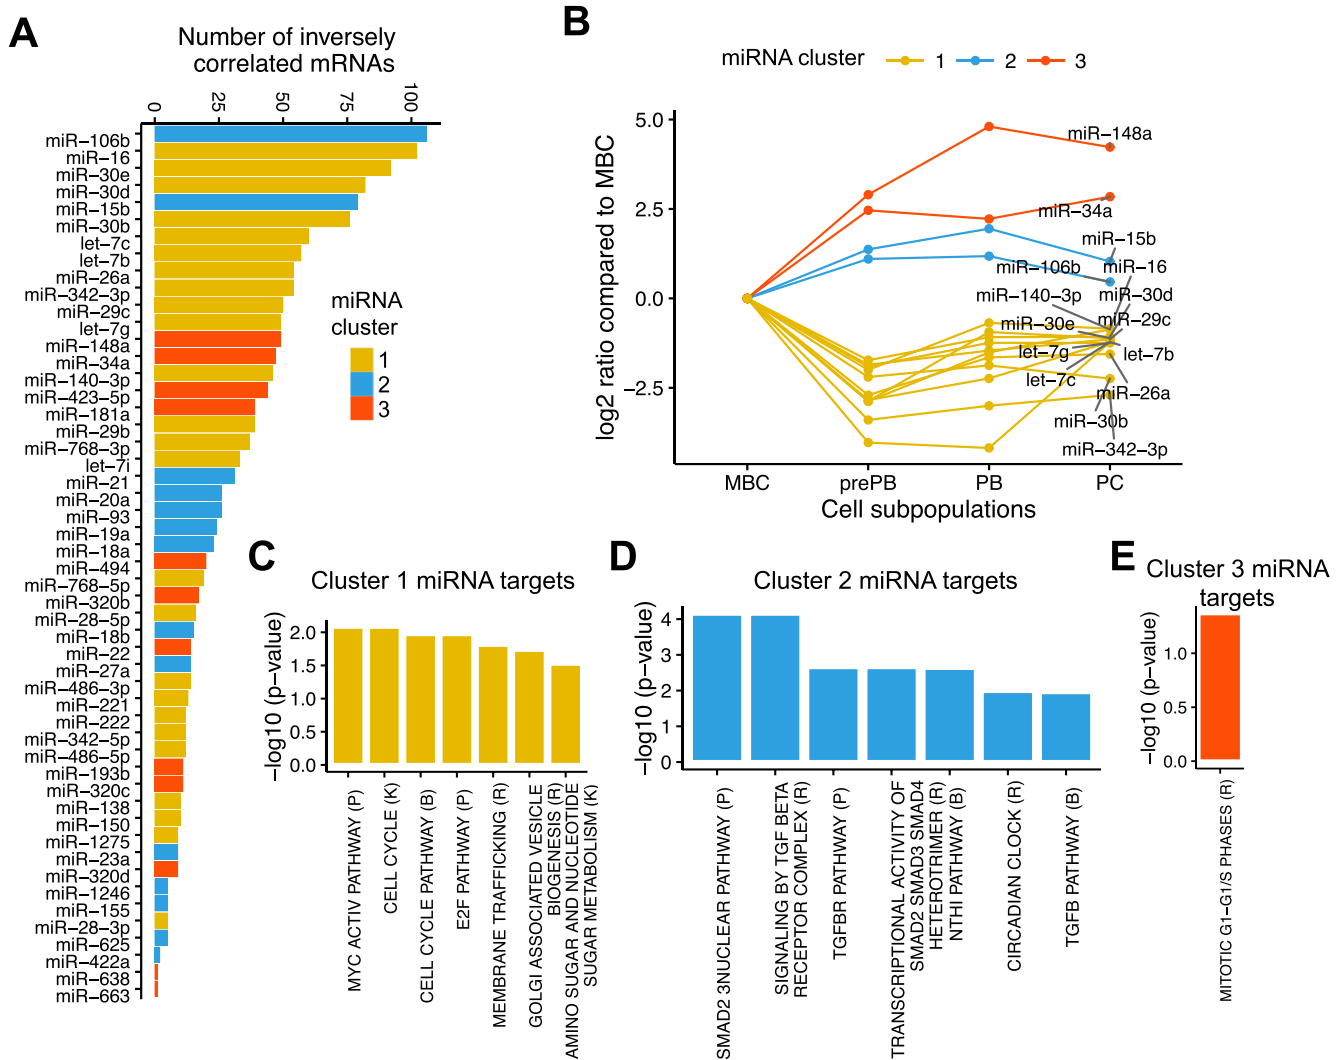 A
Number of inversely
correlated mRNAs
0
25
50
75
100
miR−106b
miR−16
miR−30e
miR−30d
miR−15b
miR−30b
let−7c
let−7b
miR−26a
miR−342−3p
miR−29c
let−7g
miR−148a
miR−34a
miR−140−3p
miR−423−5p
miR−181a
miR−29b
miR−768−3p
let−7i
miR−21
miR−20a
miR−93
miR−19a
miR−18a
miR−494
miR−768−5p
miR−320b
miR−28−5p
miR−18b
miR−22
miR−27a
miR−486−3p
miR−221
miR−222
miR−342−5p
miR−486−5p
miR−193b
miR−320c
miR−138
miR−150
miR−1275
miR−23a
miR−320d
miR−1246
miR−155
miR−28−3p
miR−625
miR−422a
miR−638
miR−663
miRNA
cluster
1
2
3
B
miRNA cluster
1
2
3
log2 ratio compared to MBC
5.0
2.5
0.0
−2.5
miR−148a
miR−34a
miR−15b
miR−106b
miR−16
miR−140−3p
miR−30d
miR−30e
miR−29c
let−7g
let−7b
let−7c
miR−26a
miR−30b
miR−342−3p
MBC
prePB
PB
PC
Cell subpopulations
C
Cluster 1 miRNA targets
−log10 (p−value)
2.0
1.5
1.0
0.5
0.0
MYC ACTIV PATHWAY (P)
CELL CYCLE (K)
CELL CYCLE PATHWAY (B)
E2F PATHWAY (P)
MEMBRANE TRAFFICKING (R)
GOLGI ASSOCIATED VESICLE
BIOGENESIS (R)
AMINO SUGAR AND NUCLEOTIDE
SUGAR METABOLISM (K)
D
Cluster 2 miRNA targets
−log10 (p−value)
4
3
2
1
0
SMAD2 3NUCLEAR PATHWAY (P)
SIGNALING BY TGF BETA
RECEPTOR COMPLEX (R)
TGFBR PATHWAY (P)
TRANSCRIPTIONAL ACTIVITY OF
SMAD2 SMAD3 SMAD4
HETEROTRIMER (R)
NTHI PATHWAY (B)
CIRCADIAN CLOCK (R)
TGFB PATHWAY (B)
E
Cluster 3 miRNA
targets
−log10 (p−value)
1.0
0.5
0.0
MITOTIC G1−G1/S PHASES (R)